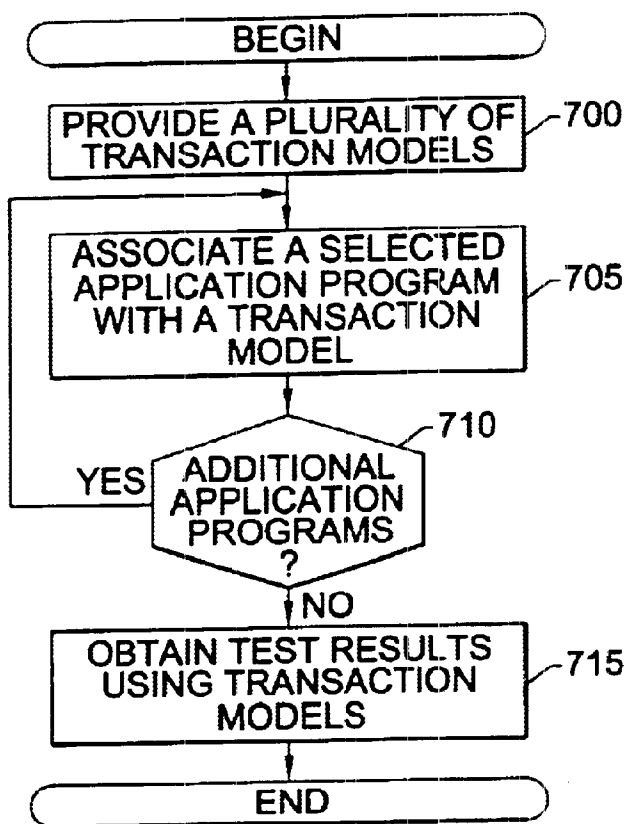 BEGIN
PROVIDE A PLURALITY OF
TRANSACTION MODELS
700
ASSOCIATE A SELECTED
APPLICATION PROGRAM
WITH A TRANSACTION
MODEL
705
710
YES
ADDITIONAL
APPLICATION
PROGRAMS
?
NO
OBTAIN TEST RESULTS
USING TRANSACTION
MODELS
715
END